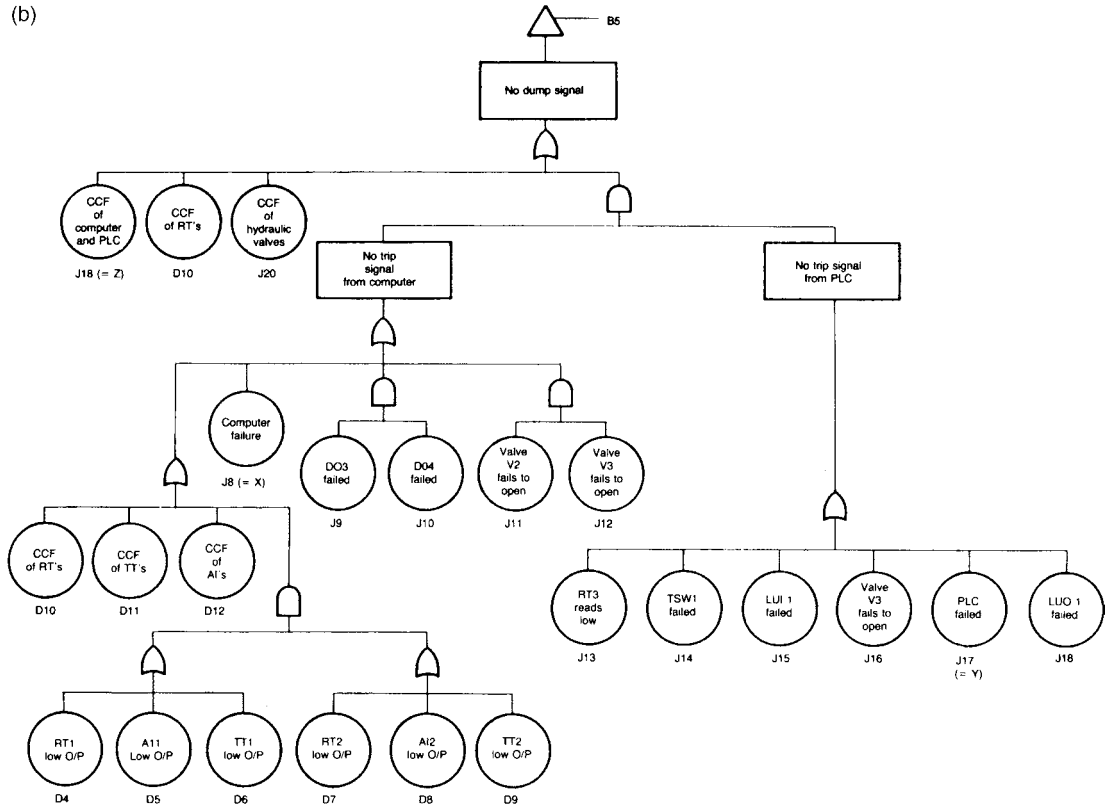 (b)
B5
No dump signal
CCF
of
computer
and PLC
CCF
of RT's
CCF
of
hydraulic
valves
J18 (= Z)
D10
J20
No trip
signal
from computer
No trip signal
from PLC
Computer
failure
J8 (= X)
DO3
failed
D04
failed
Valve
V2
fails to
open
Valve
V3
fails to
open
J9
J10
J11
J12
CCF
of RT's
CCF
of TT's
CCF
of
AI's
D10
D11
D12
RT3
reads
low
TSW1
failed
LUI 1
failed
Valve
V3
fails to
open
PLC
failed
LUO 1
failed
J13
J14
J15
J16
J17
(= Y)
J18
RT1
low O/P
A11
Low O/P
TT1
low O/P
RT2
low O/P
AI2
low O/P
TT2
low O/P
D4
D5
D6
D7
D8
D9